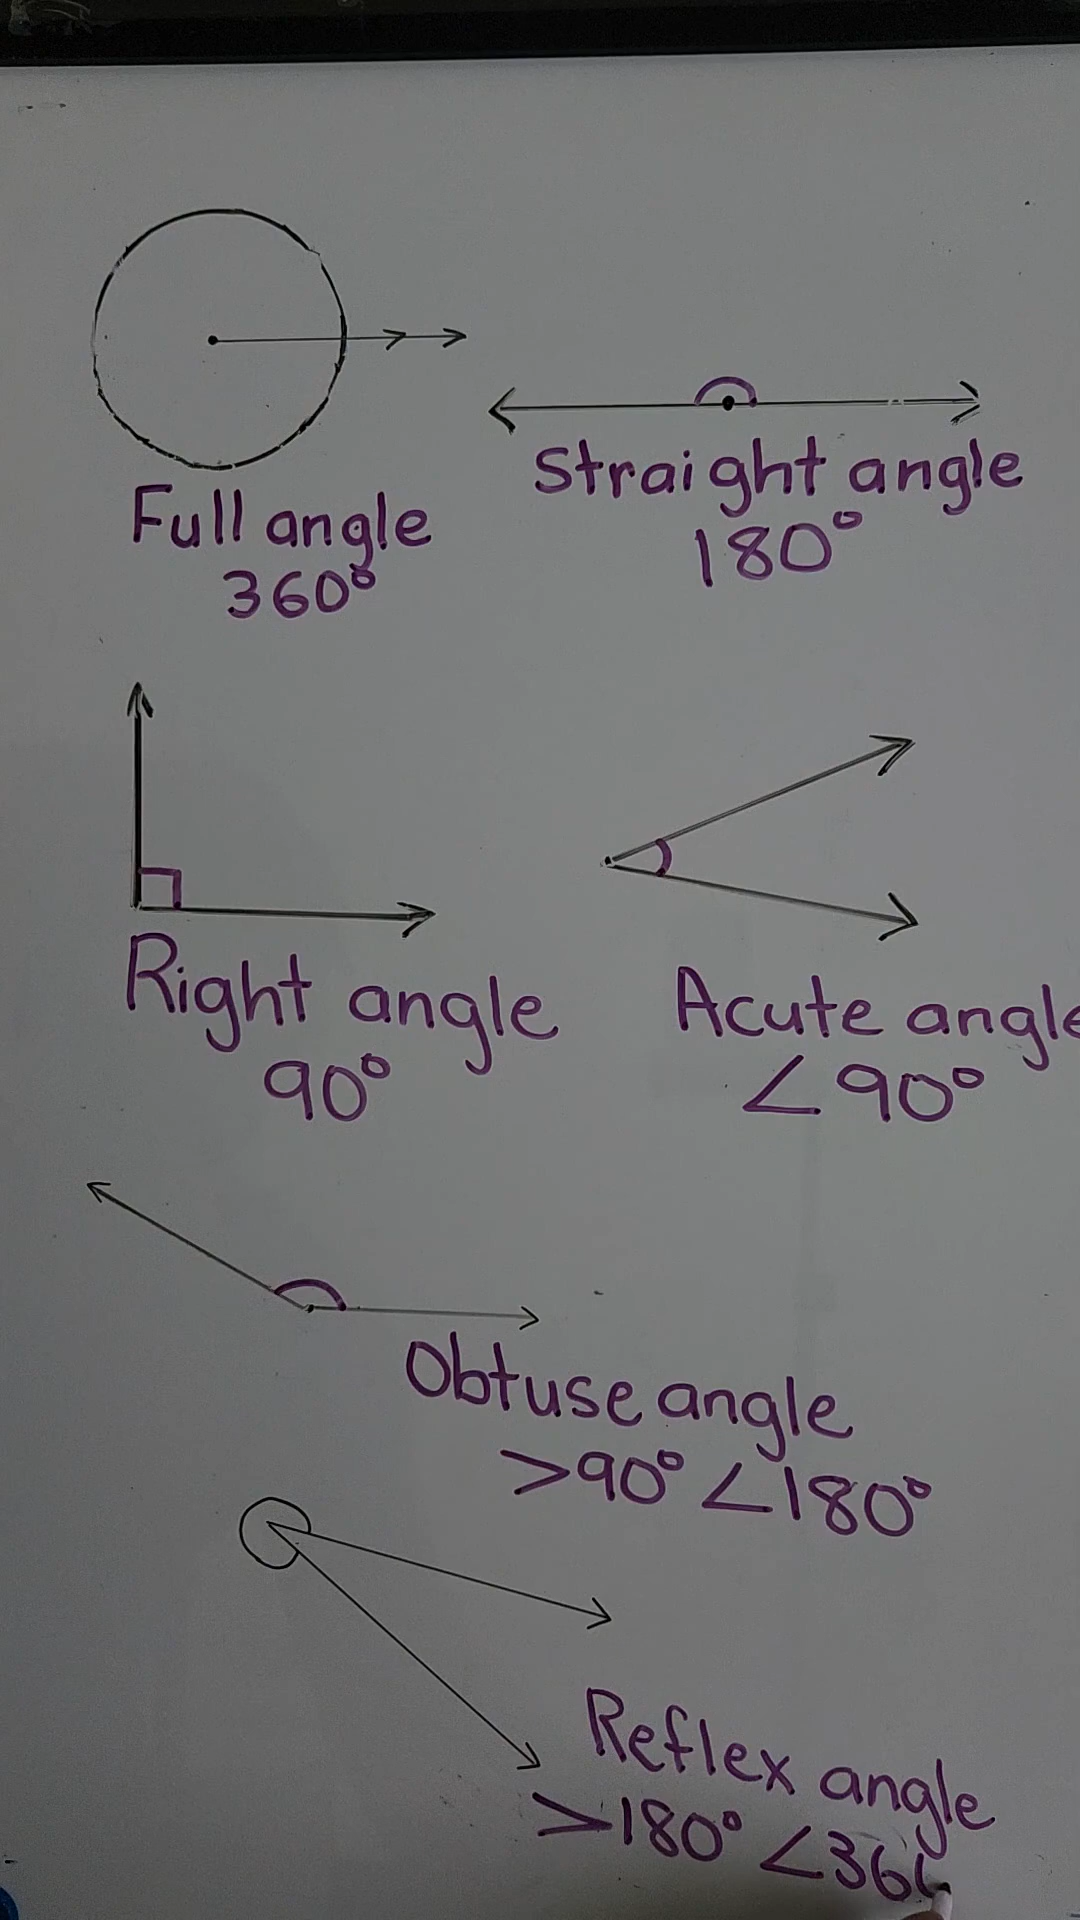 Full angle
360°
Straight angle
180°
Right angle
90°
Acute angle
<90°
Obtuse angle
>90° <180°
Reflex angle
>180° <36